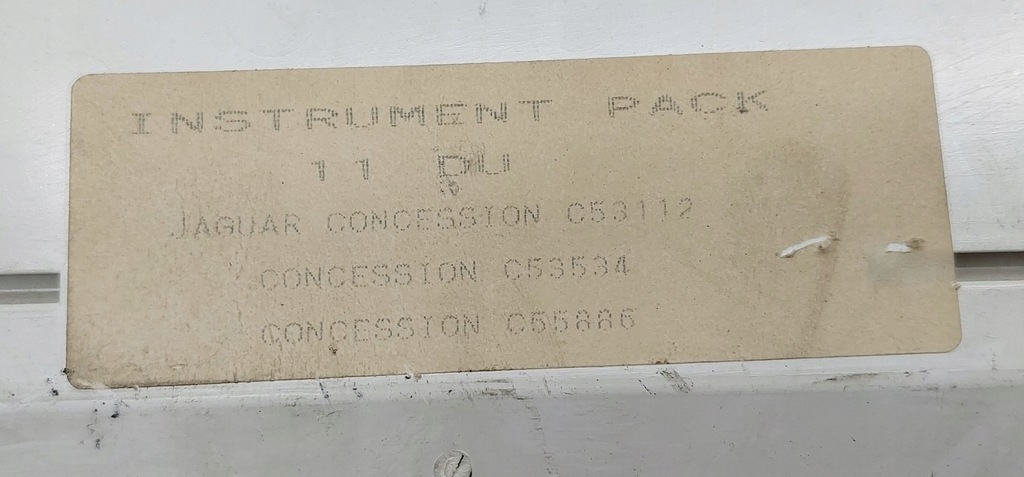 INSTRUMENT PACK
11 DU
JAGUAR CONCESSION C53112
CONCESSION C53534
CONCESSION C55886